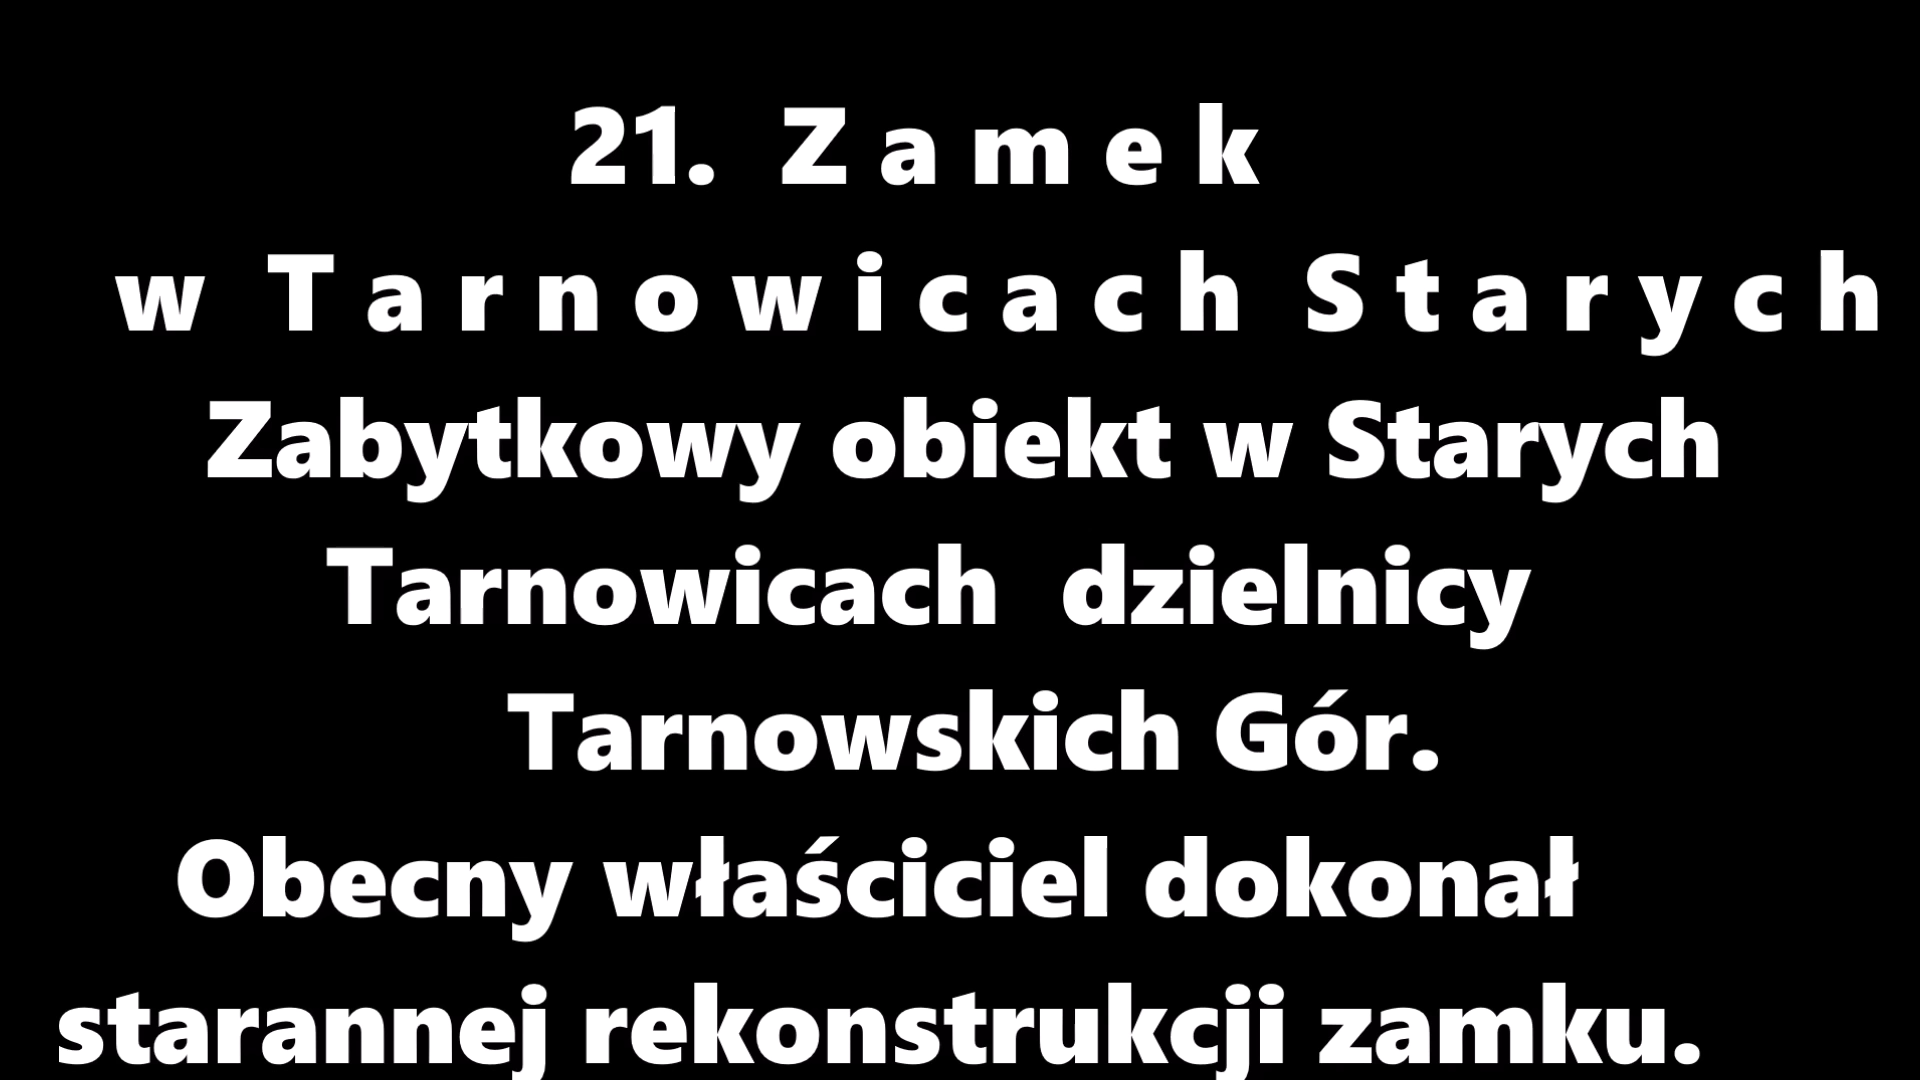 21. Z a m e k
w T a r n o w i c a c h S t a r y c h
Zabytkowy obiekt w Starych
Tarnowicach dzielnicy
Tarnowskich Gór.
Obecny właściciel dokonał
starannej rekonstrukcji zamku.